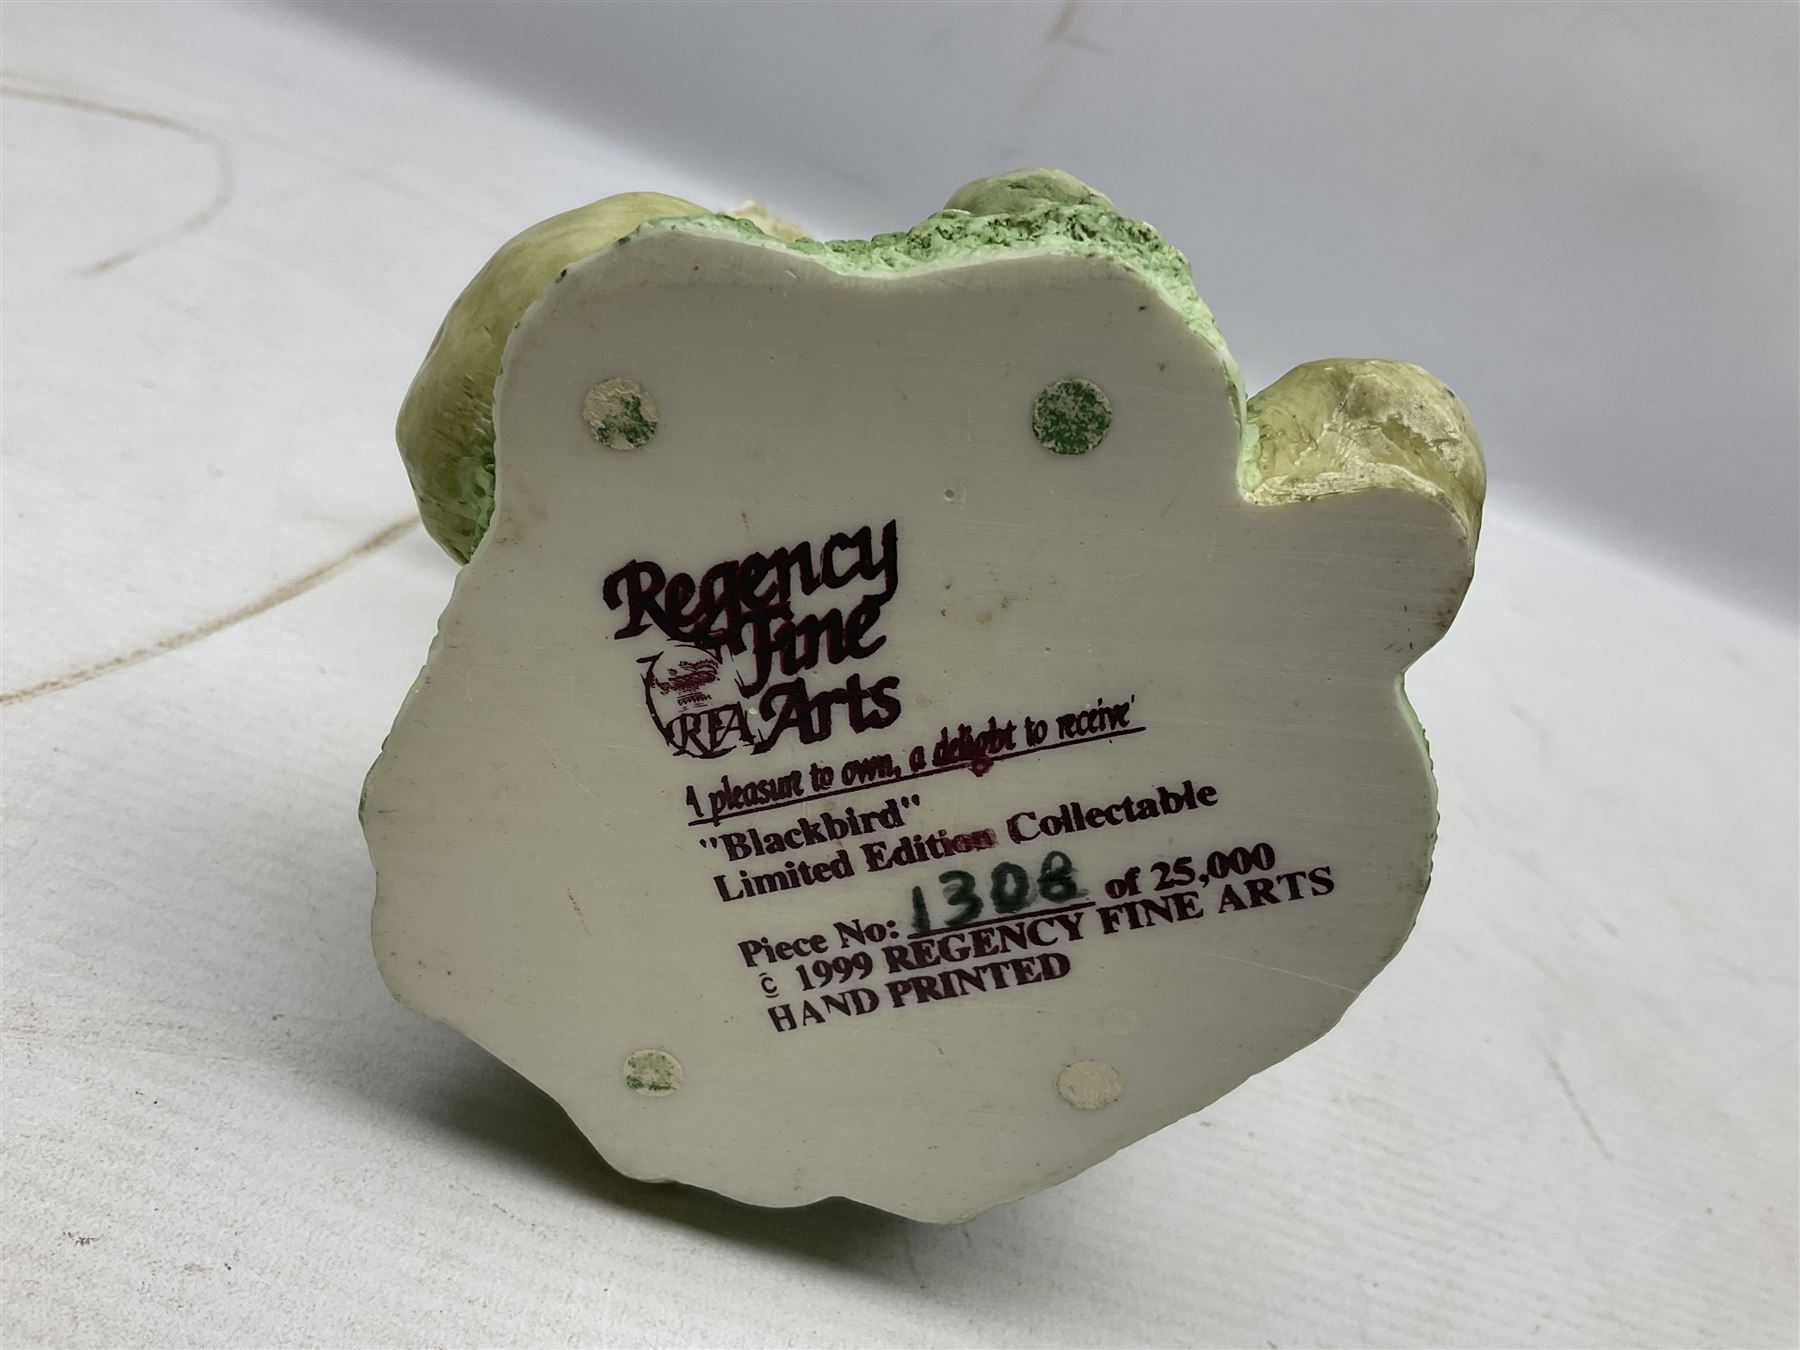 Regency
Fine
RFA Arts
'A pleasure to own, a delight to receive'
"Blackbird"
Limited Edition Collectable
Piece No: 1308 of 25,000
© 1999 REGENCY FINE ARTS
HAND PRINTED